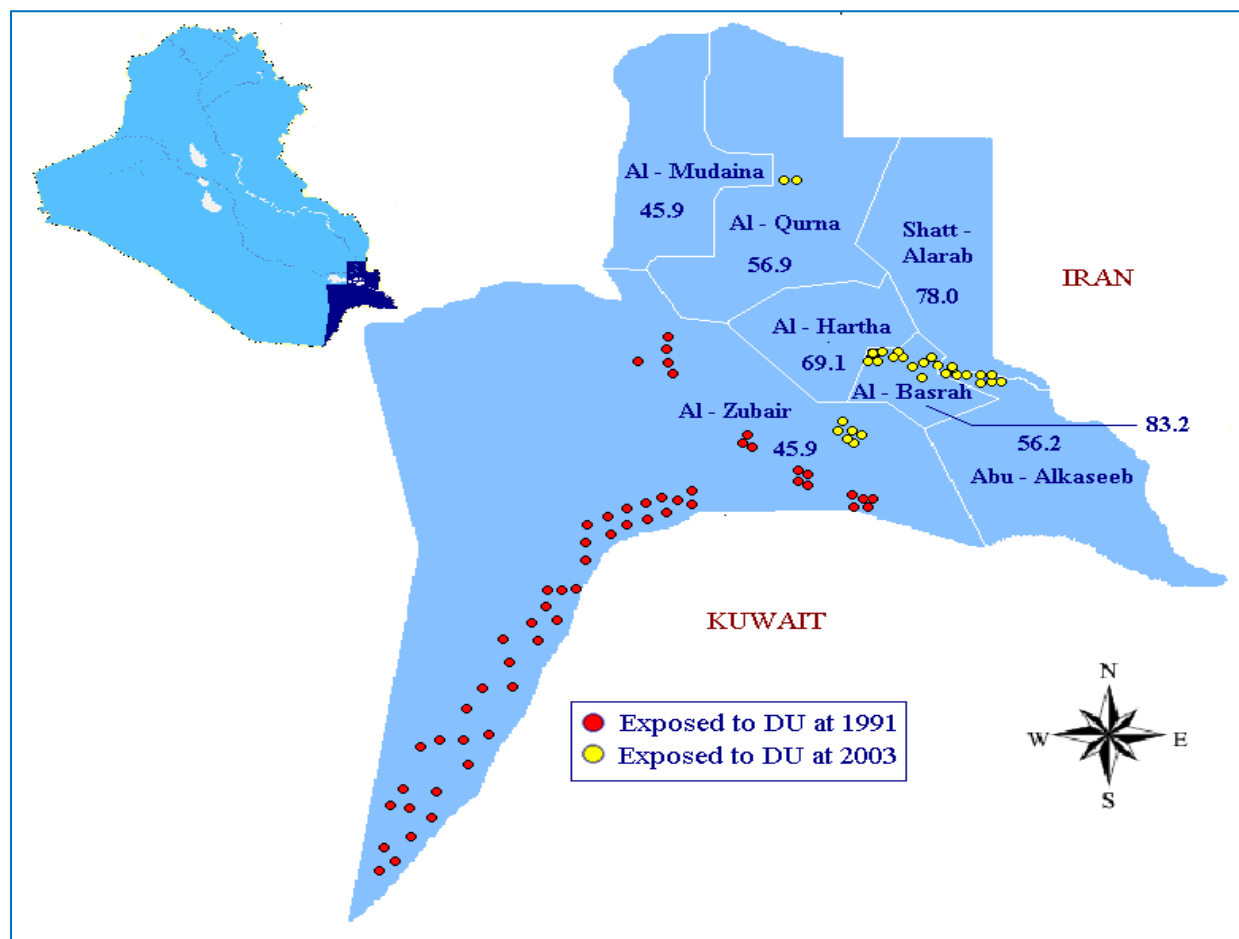 Al - Mudaina
45.9
Al - Qurna
56.9
Shatt -
Alarab
78.0
IRAN
Al - Hartha
69.1
Al - Basrah
83.2
Al - Zubair
45.9
56.2
Abu - Alkaseeb
KUWAIT
Exposed to DU at 1991
Exposed to DU at 2003
N
W
E
S